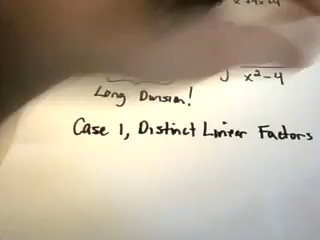 x²-4
Long Division!
Case 1, Distinct Linear Factors